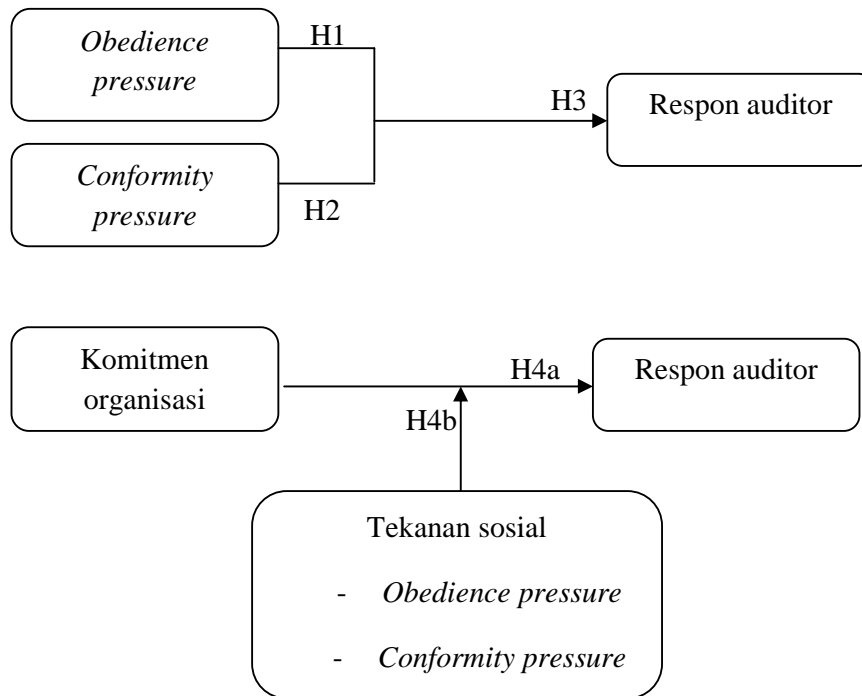 Obedience
pressure
H1
H3
Respon auditor
Conformity
pressure
H2
Komitmen
organisasi
H4a
Respon auditor
H4b
Tekanan sosial
- Obedience pressure
- Conformity pressure